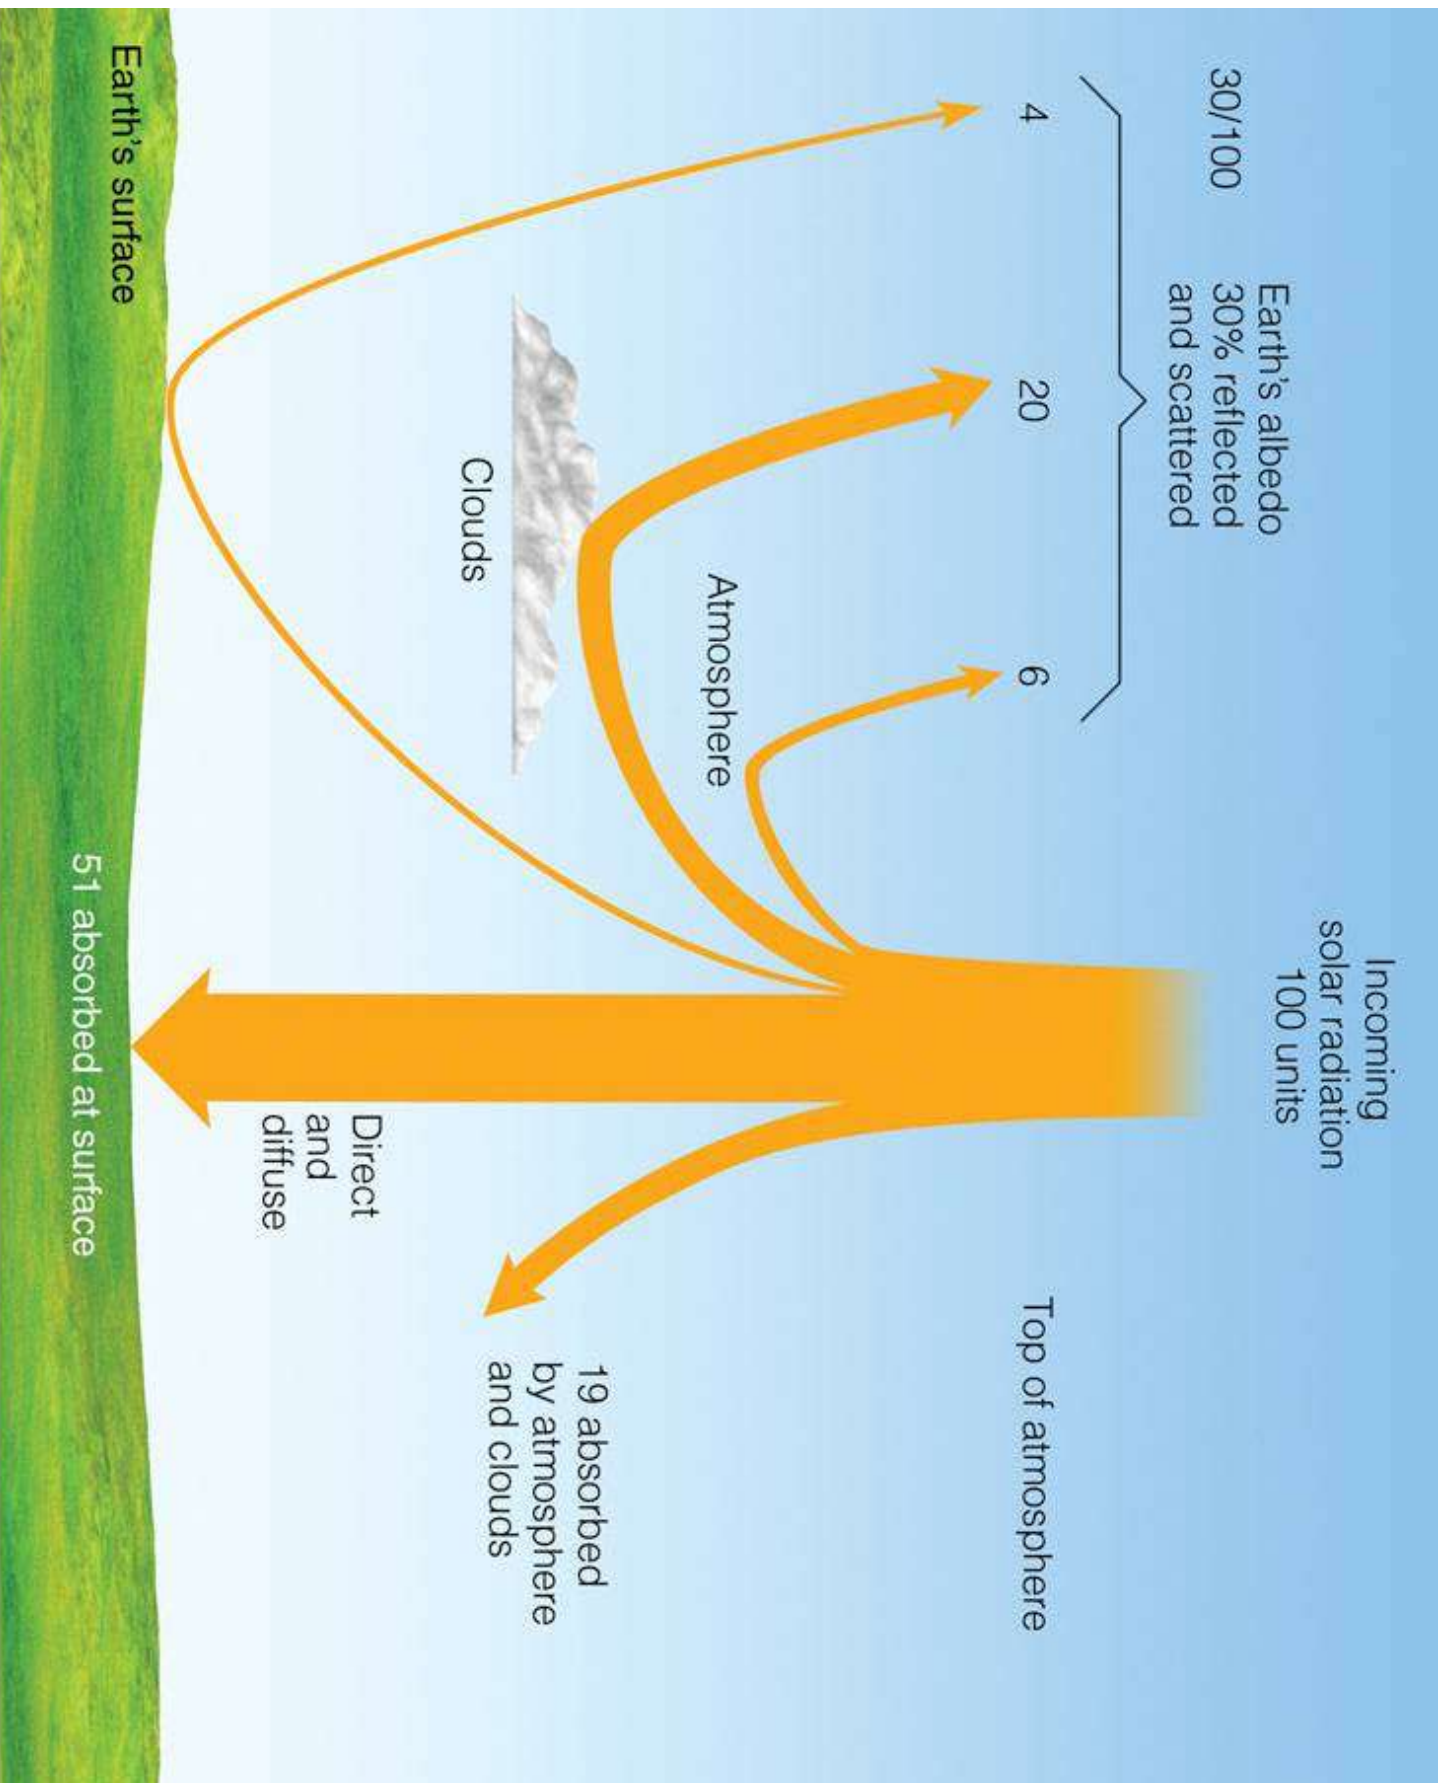 Incoming
solar radiation
100 units
30/100
Earth's albedo
30% reflected
and scattered
4
20
6
Top of atmosphere
Atmosphere
Clouds
19 absorbed
by atmosphere
and clouds
Direct
and
diffuse
Earth's surface
51 absorbed at surface